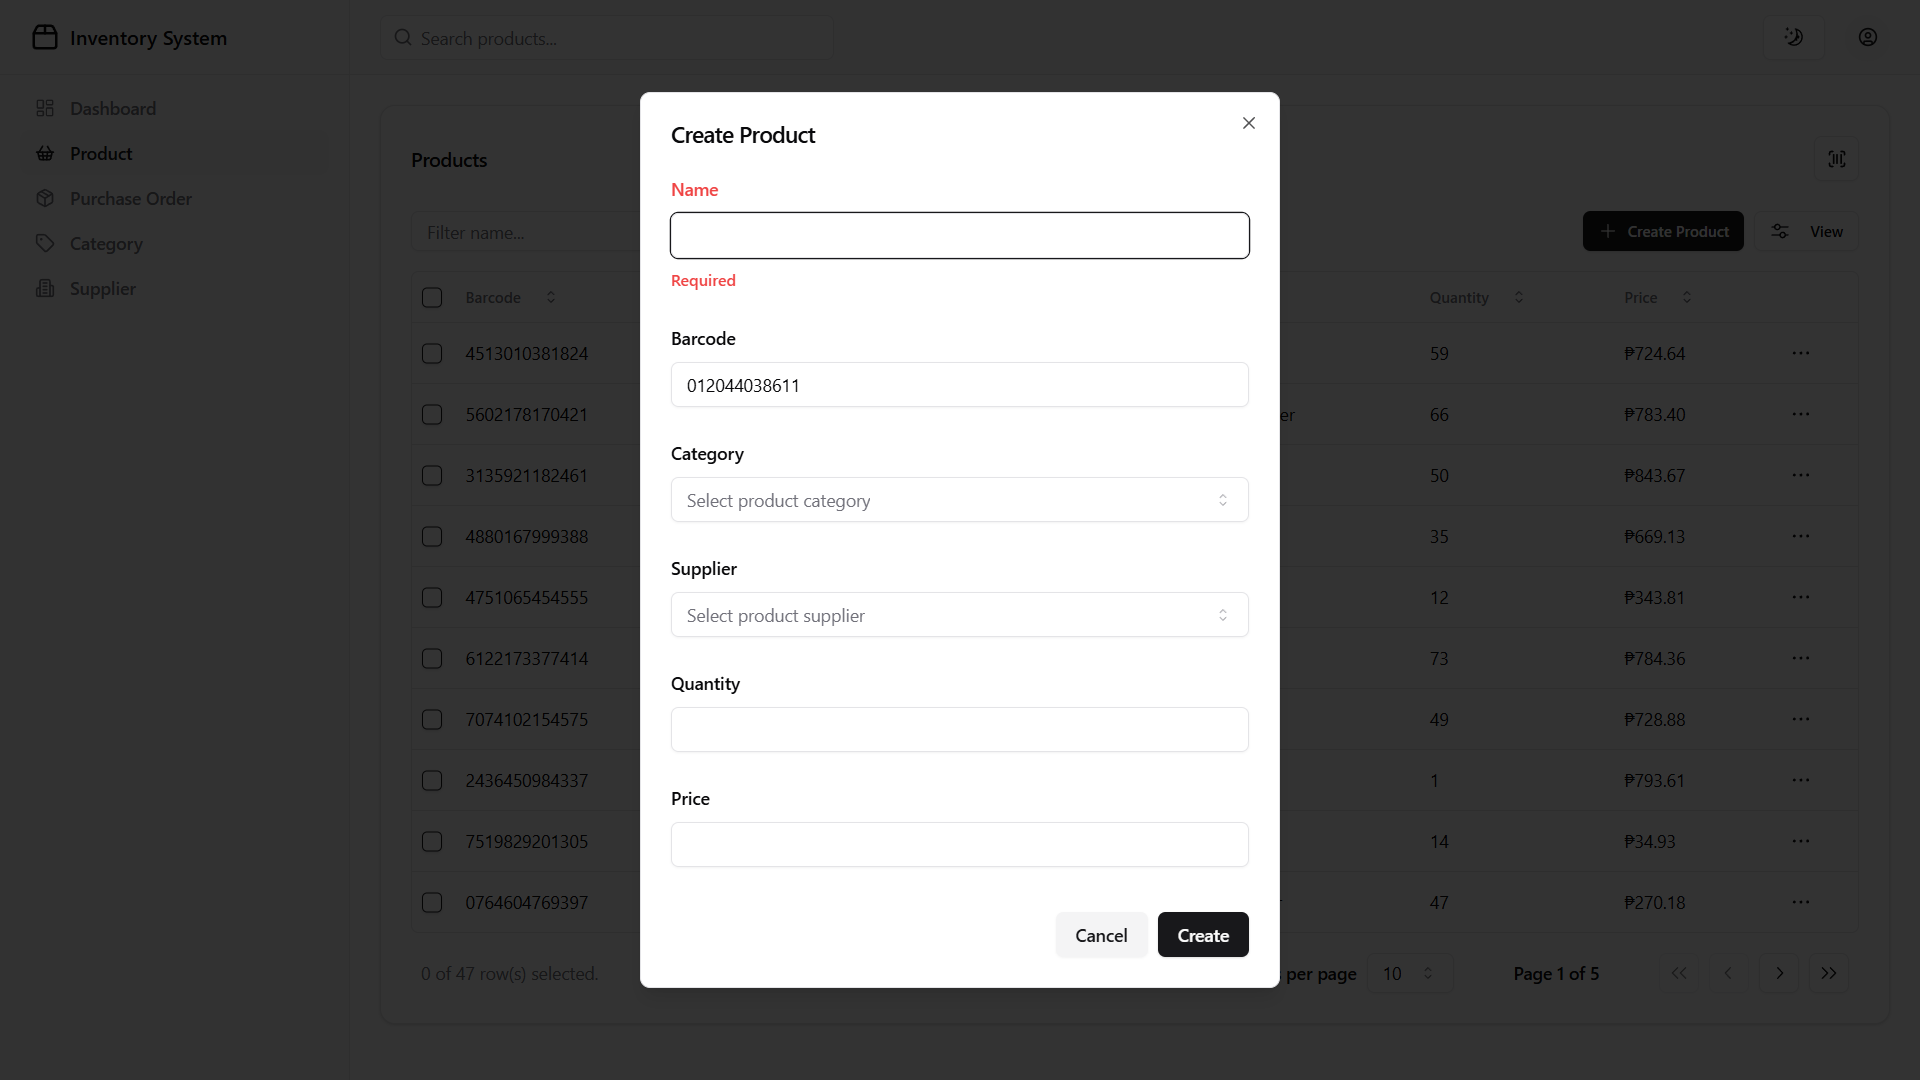 Inventory System
Search products...
Dashboard
Product
Purchase Order
Category
Supplier
Products
Filter name...
Create Product
View
Barcode
Quantity
Price
4513010381824
59
₱724.64
5602178170421
er
66
₱783.40
3135921182461
50
₱843.67
4880167999388
35
₱669.13
4751065454555
12
₱343.81
6122173377414
73
₱784.36
7074102154575
49
₱728.88
2436450984337
1
₱793.61
7519829201305
14
₱34.93
0764604769397
47
₱270.18
0 of 47 row(s) selected.
per page
10
Page 1 of 5
Create Product
Name
Required
Barcode
012044038611
Category
Select product category
Supplier
Select product supplier
Quantity
Price
Cancel
Create